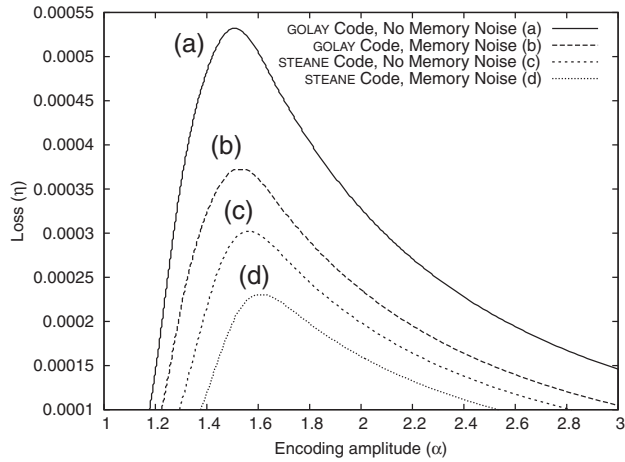 0.00055
0.0005
0.00045
0.0004
0.00035
0.0003
0.00025
0.0002
0.00015
0.0001
Loss (η)
GOLAY Code, No Memory Noise (a)
GOLAY Code, Memory Noise (b)
STEANE Code, No Memory Noise (c)
STEANE Code, Memory Noise (d)
(a)
(b)
(c)
(d)
1 1.2 1.4 1.6 1.8 2 2.2 2.4 2.6 2.8 3
Encoding amplitude (α)